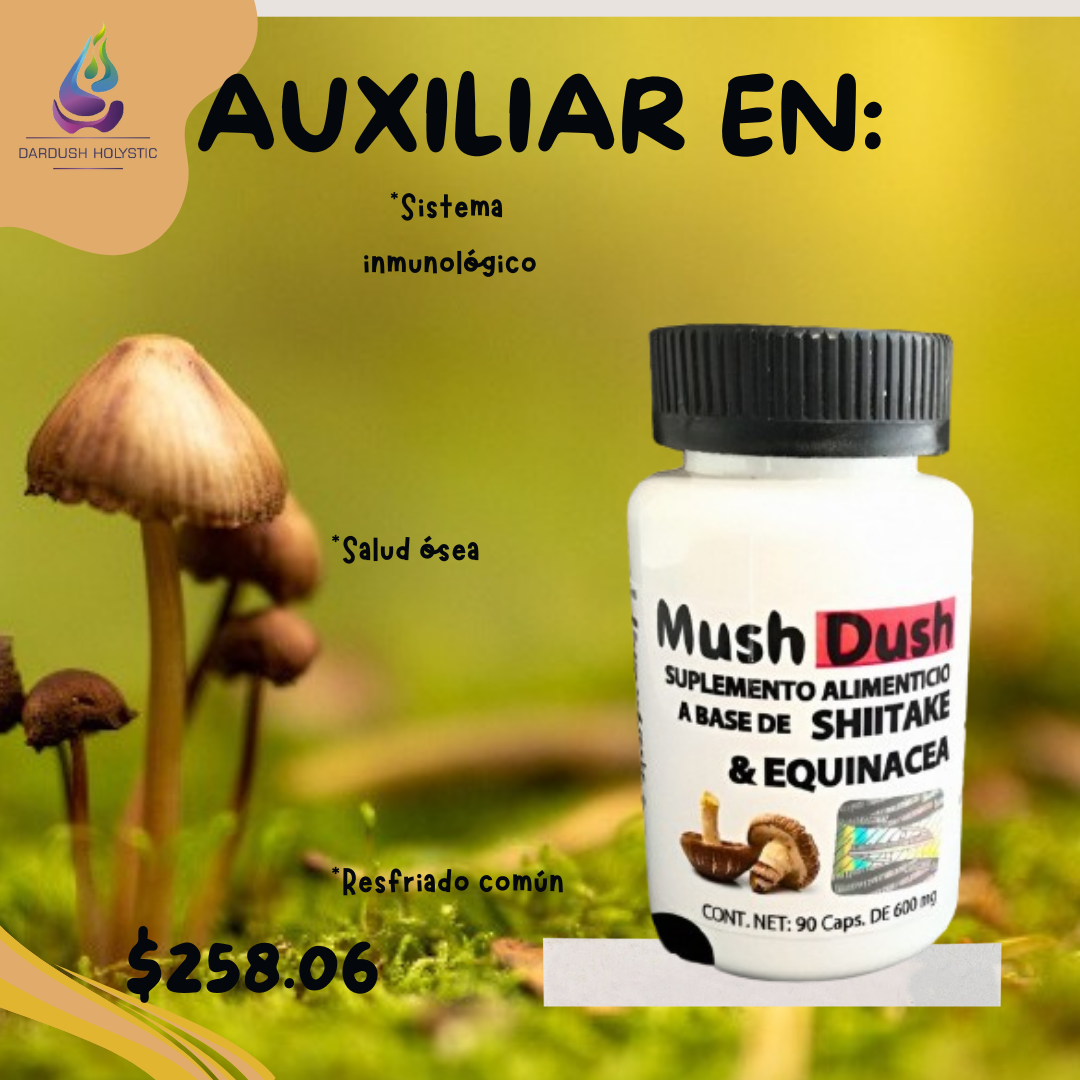 DARDUSH HOLYSTIC
AUXILIAR EN:
*Sistema
inmunológico
*Salud ósea
*Resfriado común
$258.06
Mush Dush
SUPLEMENTO ALIMENTICIO
A BASE DE SHIITAKE
& EQUINACEA
CONT. NET: 90 Caps. DE 600 mg